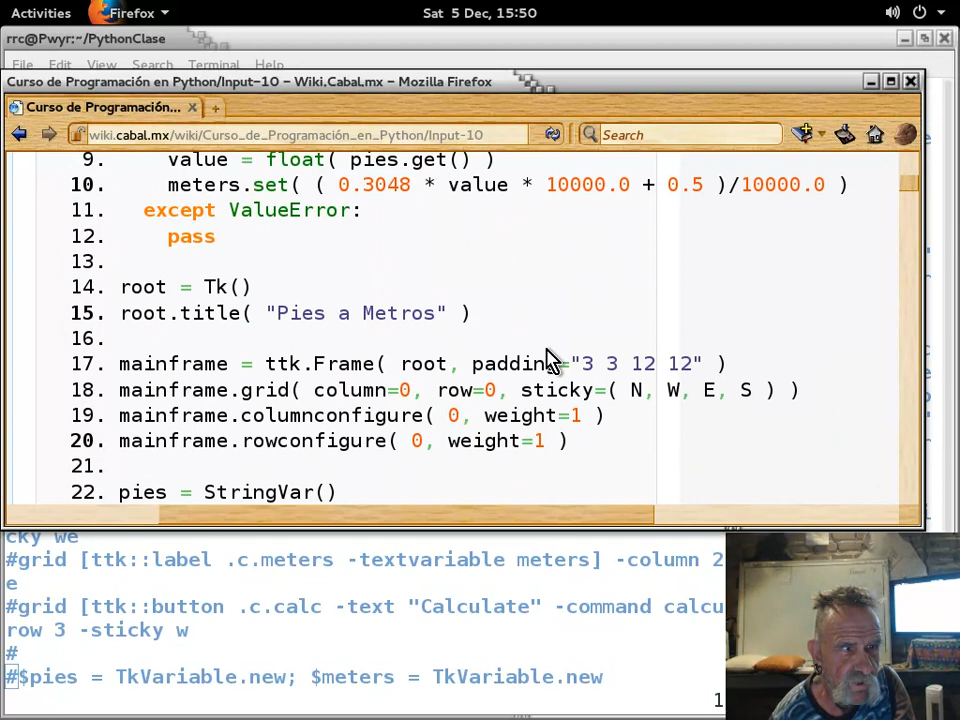 Activities Firefox Sat 5 Dec, 15:50
rrc@Pwyr:~/PythonClase
File Edit View Search Terminal Help
Curso de Programación en Python/Input-10 – Wiki.Cabal.mx – Mozilla Firefox
Curso de Programación...
wiki.cabal.mx/wiki/Curso_de_Programación_en_Python/Input-10 Search
9. value = float( pies.get() )
10. meters.set( ( 0.3048 * value * 10000.0 + 0.5 )/10000.0 )
11. except ValueError:
12. pass
13.
14. root = Tk()
15. root.title( "Pies a Metros" )
16.
17. mainframe = ttk.Frame( root, padding="3 3 12 12" )
18. mainframe.grid( column=0, row=0, sticky=( N, W, E, S ) )
19. mainframe.columnconfigure( 0, weight=1 )
20. mainframe.rowconfigure( 0, weight=1 )
21.
22. pies = StringVar()
cky we
#grid [ttk::label .c.meters -textvariable meters] -column 2
e
#grid [ttk::button .c.calc -text "Calculate" -command calcu
row 3 -sticky w
#
#$pies = TkVariable.new; $meters = TkVariable.new
1